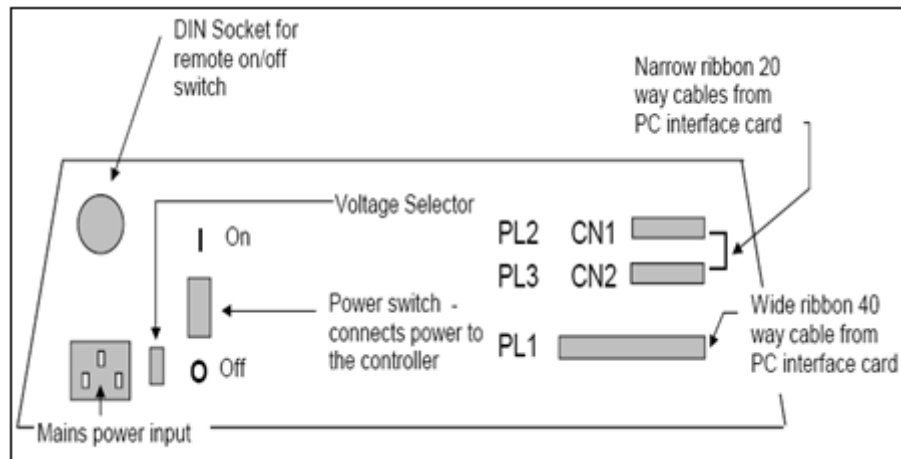 DIN Socket for
remote on/off
switch
Narrow ribbon 20
way cables from
PC interface card
Voltage Selector
On
PL2 CN1
PL3 CN2
Power switch -
connects power to
the controller
Wide ribbon 40
way cable from
PC interface card
PL1
Off
Mains power input